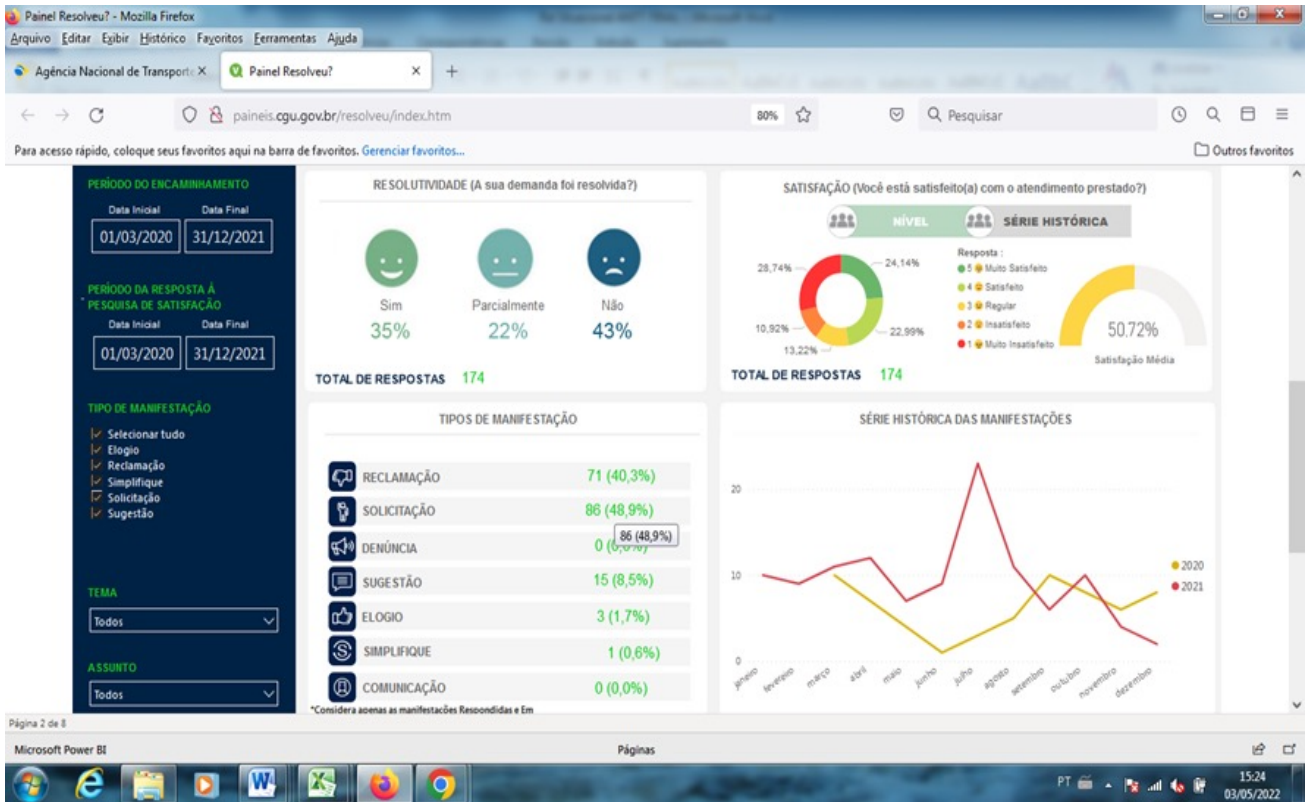 Painel Resolveu? - Mozilla Firefox
Arquivo Editar Exibir Histórico Favoritos Ferramentas Ajuda
Agência Nacional de Transporte
Painel Resolveu?
paineis.cgu.gov.br/resolveu/index.htm
80%
Pesquisar
Para acesso rápido, coloque seus favoritos aqui na barra de favoritos. Gerenciar favoritos...
Outros favoritos
PERÍODO DO ENCAMINHAMENTO
Data Inicial Data Final
01/03/2020 31/12/2021
PERÍODO DA RESPOSTA À
PESQUISA DE SATISFAÇÃO
Data Inicial Data Final
01/03/2020 31/12/2021
TIPO DE MANIFESTAÇÃO
Selecionar tudo
Elogio
Reclamação
Simplifique
Solicitação
Sugestão
TEMA
Todos
ASSUNTO
Todos
RESOLUTIVIDADE (A sua demanda foi resolvida?)
Sim Parcialmente Não
35% 22% 43%
TOTAL DE RESPOSTAS 174
SATISFAÇÃO (Você está satisfeito(a) com o atendimento prestado?)
NÍVEL SÉRIE HISTÓRICA
28,74%
24,14%
10,92%
22,99%
13,22%
Resposta :
5 Muito Satisfeito
4 Satisfeito
3 Regular
2 Insatisfeito
1 Muito Insatisfeito
50.72%
Satisfação Média
TOTAL DE RESPOSTAS 174
TIPOS DE MANIFESTAÇÃO
RECLAMAÇÃO 71 (40,3%)
SOLICITAÇÃO 86 (48,9%)
86 (48,9%)
DENÚNCIA 0
SUGESTÃO 15 (8,5%)
ELOGIO 3 (1,7%)
SIMPLIFIQUE 1 (0,6%)
COMUNICAÇÃO 0 (0,0%)
*Considera apenas as manifestações Respondidas e Em
SÉRIE HISTÓRICA DAS MANIFESTAÇÕES
20
10
0
janeiro fevereiro março abril maio junho julho agosto setembro outubro novembro dezembro
2020
2021
Página 2 de 8
Microsoft Power BI
Páginas
PT
15:24
03/05/2022